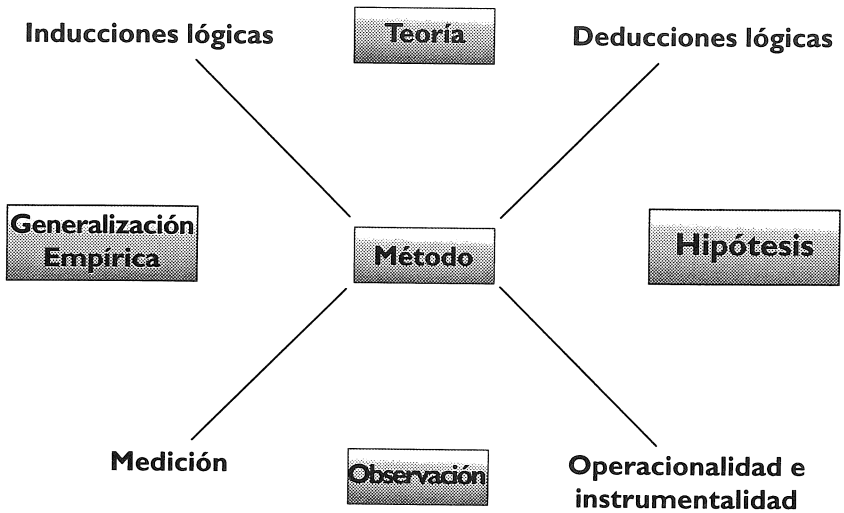 Inducciones lógicas
Teoría
Deducciones lógicas
Generalización
Empírica
Método
Hipótesis
Medición
Observación
Operacionalidad e
instrumentalidad